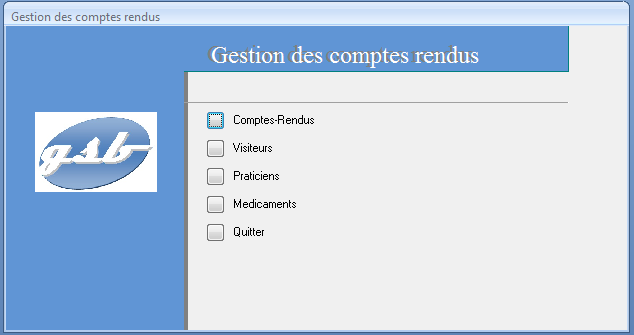 Gestion des comptes rendus
Gestion des comptes rendus
gsb
Comptes-Rendus
Visiteurs
Praticiens
Medicaments
Quitter